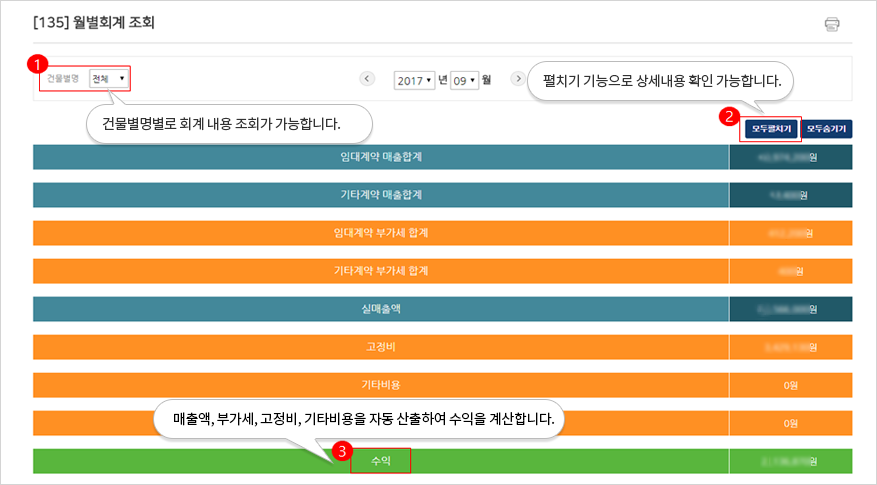 [135] 월별회계 조회
1
건물별명 전체
2017 년 09 월
펼치기 기능으로 상세내용 확인 가능합니다.
건물별명별로 회계 내용 조회가 가능합니다.
2
모두펼치기 모두숨기기
임대계약 매출합계 원
기타계약 매출합계 원
임대계약 부가세 합계 원
기타계약 부가세 합계 원
실매출액 원
고정비 원
기타비용 0원
매출액, 부가세, 고정비, 기타비용을 자동 산출하여 수익을 계산합니다.
0원
3
수익 원